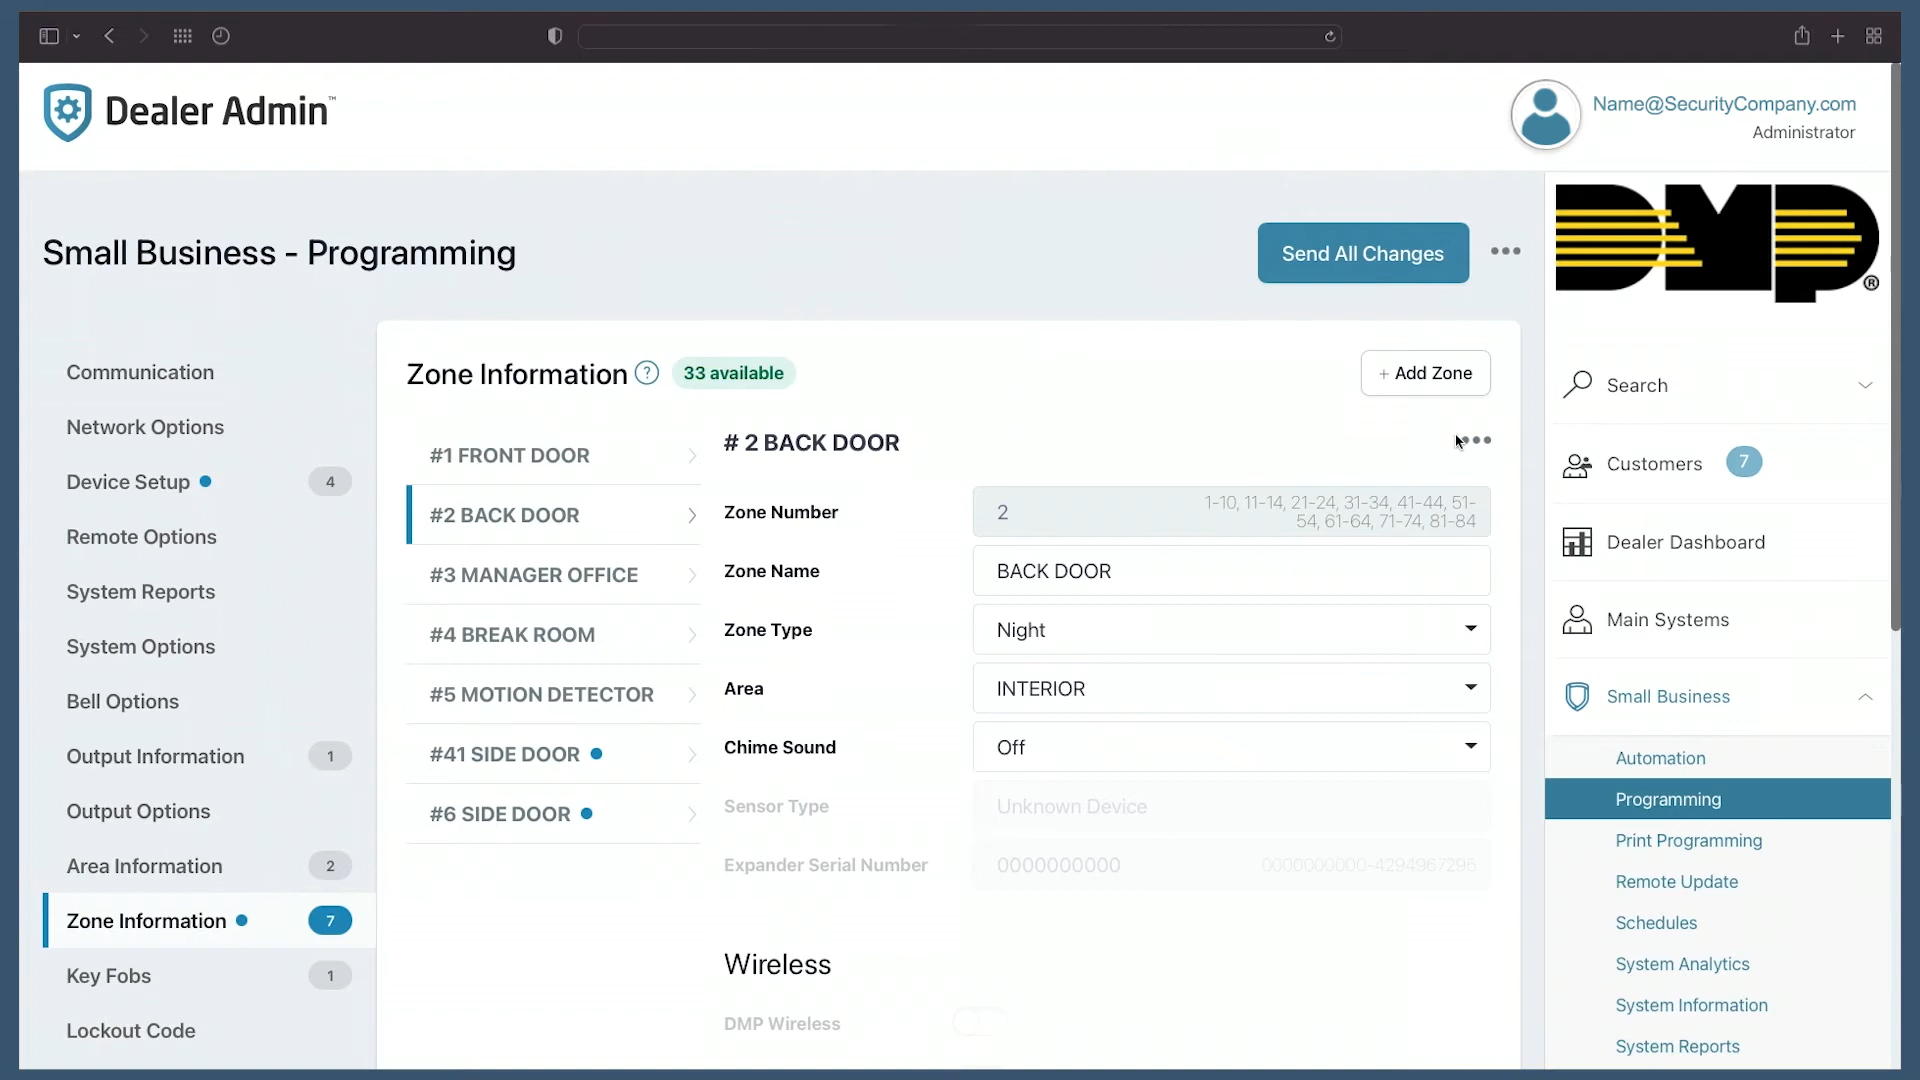 Dealer Admin™
Name@SecurityCompany.com
Administrator
Small Business - Programming
Send All Changes
DMP®
Communication
Network Options
Device Setup
4
Remote Options
System Reports
System Options
Bell Options
Output Information
1
Output Options
Area Information
2
Zone Information
7
Key Fobs
1
Lockout Code
Zone Information ? 33 available
+ Add Zone
#1 FRONT DOOR
#2 BACK DOOR
#3 MANAGER OFFICE
#4 BREAK ROOM
#5 MOTION DETECTOR
#41 SIDE DOOR
#6 SIDE DOOR
# 2 BACK DOOR
Zone Number
2
1-10, 11-14, 21-24, 31-34, 41-44, 51-
54, 61-64, 71-74, 81-84
Zone Name
BACK DOOR
Zone Type
Night
Area
INTERIOR
Chime Sound
Off
Sensor Type
Unknown Device
Expander Serial Number
0000000000
0000000000-4294967295
Wireless
DMP Wireless
Search
Customers
7
Dealer Dashboard
Main Systems
Small Business
Automation
Programming
Print Programming
Remote Update
Schedules
System Analytics
System Information
System Reports